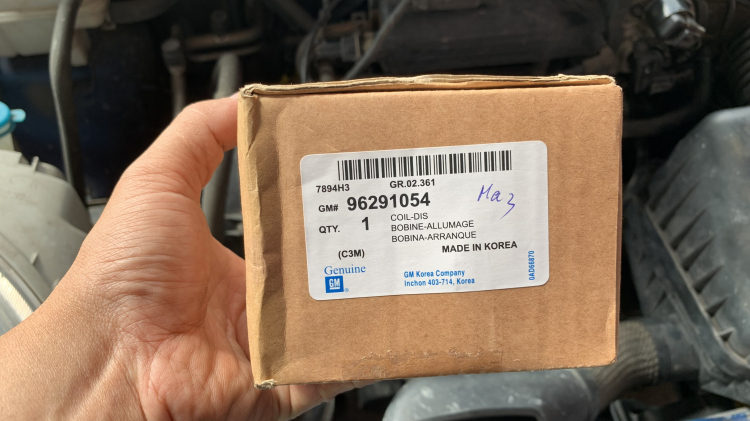 7894H3 GR.02.361
GM# 96291054
QTY. 1 COIL-DIS
BOBINE-ALLUMAGE
BOBINA-ARRANQUE
(C3M) MADE IN KOREA
Genuine
GM
GM Korea Company
Inchon 403-714, Korea
0AD66870